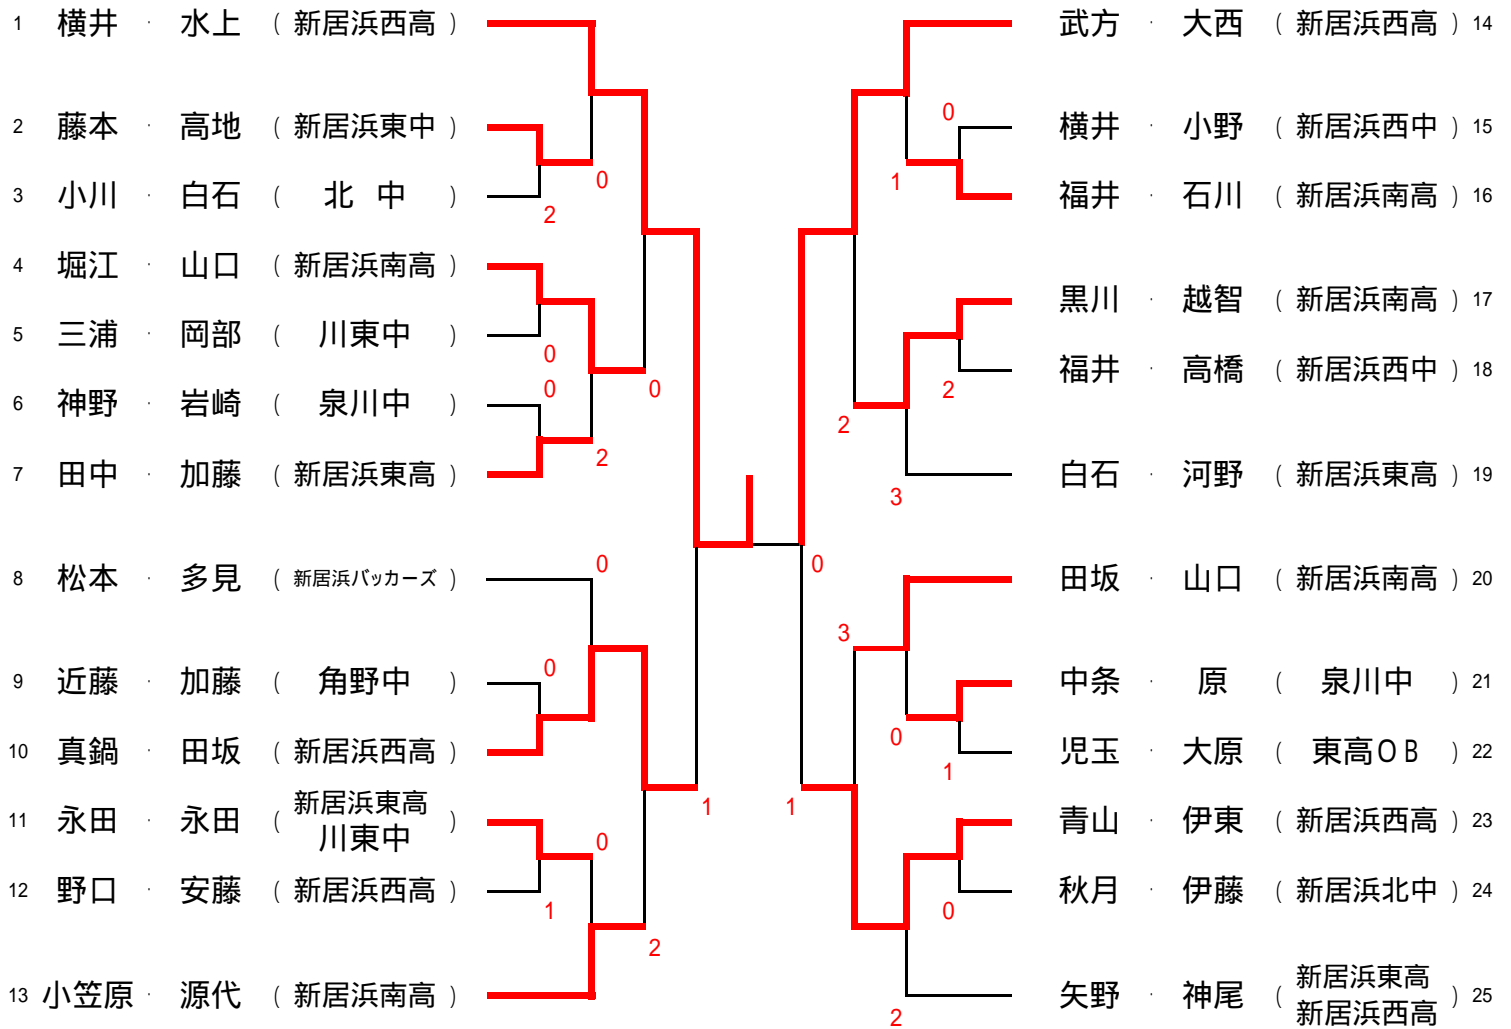 1 横井 · 水上 ( 新居浜西高 )
2 藤本 · 高地 ( 新居浜東中 )
3 小川 · 白石 ( 北 中 )
4 堀江 · 山口 ( 新居浜南高 )
5 三浦 · 岡部 ( 川東中 )
6 神野 · 岩崎 ( 泉川中 )
7 田中 · 加藤 ( 新居浜東高 )
8 松本 · 多見 ( 新居浜バッカーズ )
9 近藤 · 加藤 ( 角野中 )
10 真鍋 · 田坂 ( 新居浜西高 )
11 永田 · 永田 ( 新居浜東高
川東中 )
12 野口 · 安藤 ( 新居浜西高 )
13 小笠原 · 源代 ( 新居浜南高 )
0
2
0
0
0
2
0
0
0
1
1
2
武方 · 大西 ( 新居浜西高 ) 14
横井 · 小野 ( 新居浜西中 ) 15
福井 · 石川 ( 新居浜南高 ) 16
黒川 · 越智 ( 新居浜南高 ) 17
福井 · 高橋 ( 新居浜西中 ) 18
白石 · 河野 ( 新居浜東高 ) 19
田坂 · 山口 ( 新居浜南高 ) 20
中条 · 原 ( 泉川中 ) 21
児玉 · 大原 ( 東高OB ) 22
青山 · 伊東 ( 新居浜西高 ) 23
秋月 · 伊藤 ( 新居浜北中 ) 24
矢野 · 神尾 ( 新居浜東高
新居浜西高 ) 25
0
1
2
2
3
0
3
0
1
1
0
2